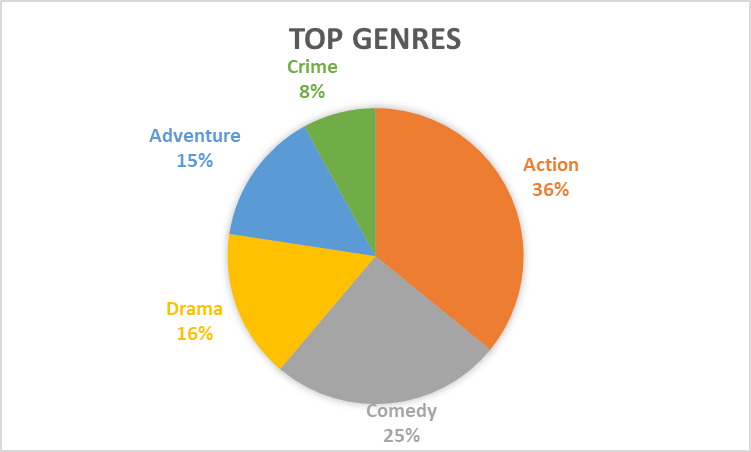 TOP GENRES
Crime
8%
Adventure
15%
Action
36%
Drama
16%
Comedy
25%